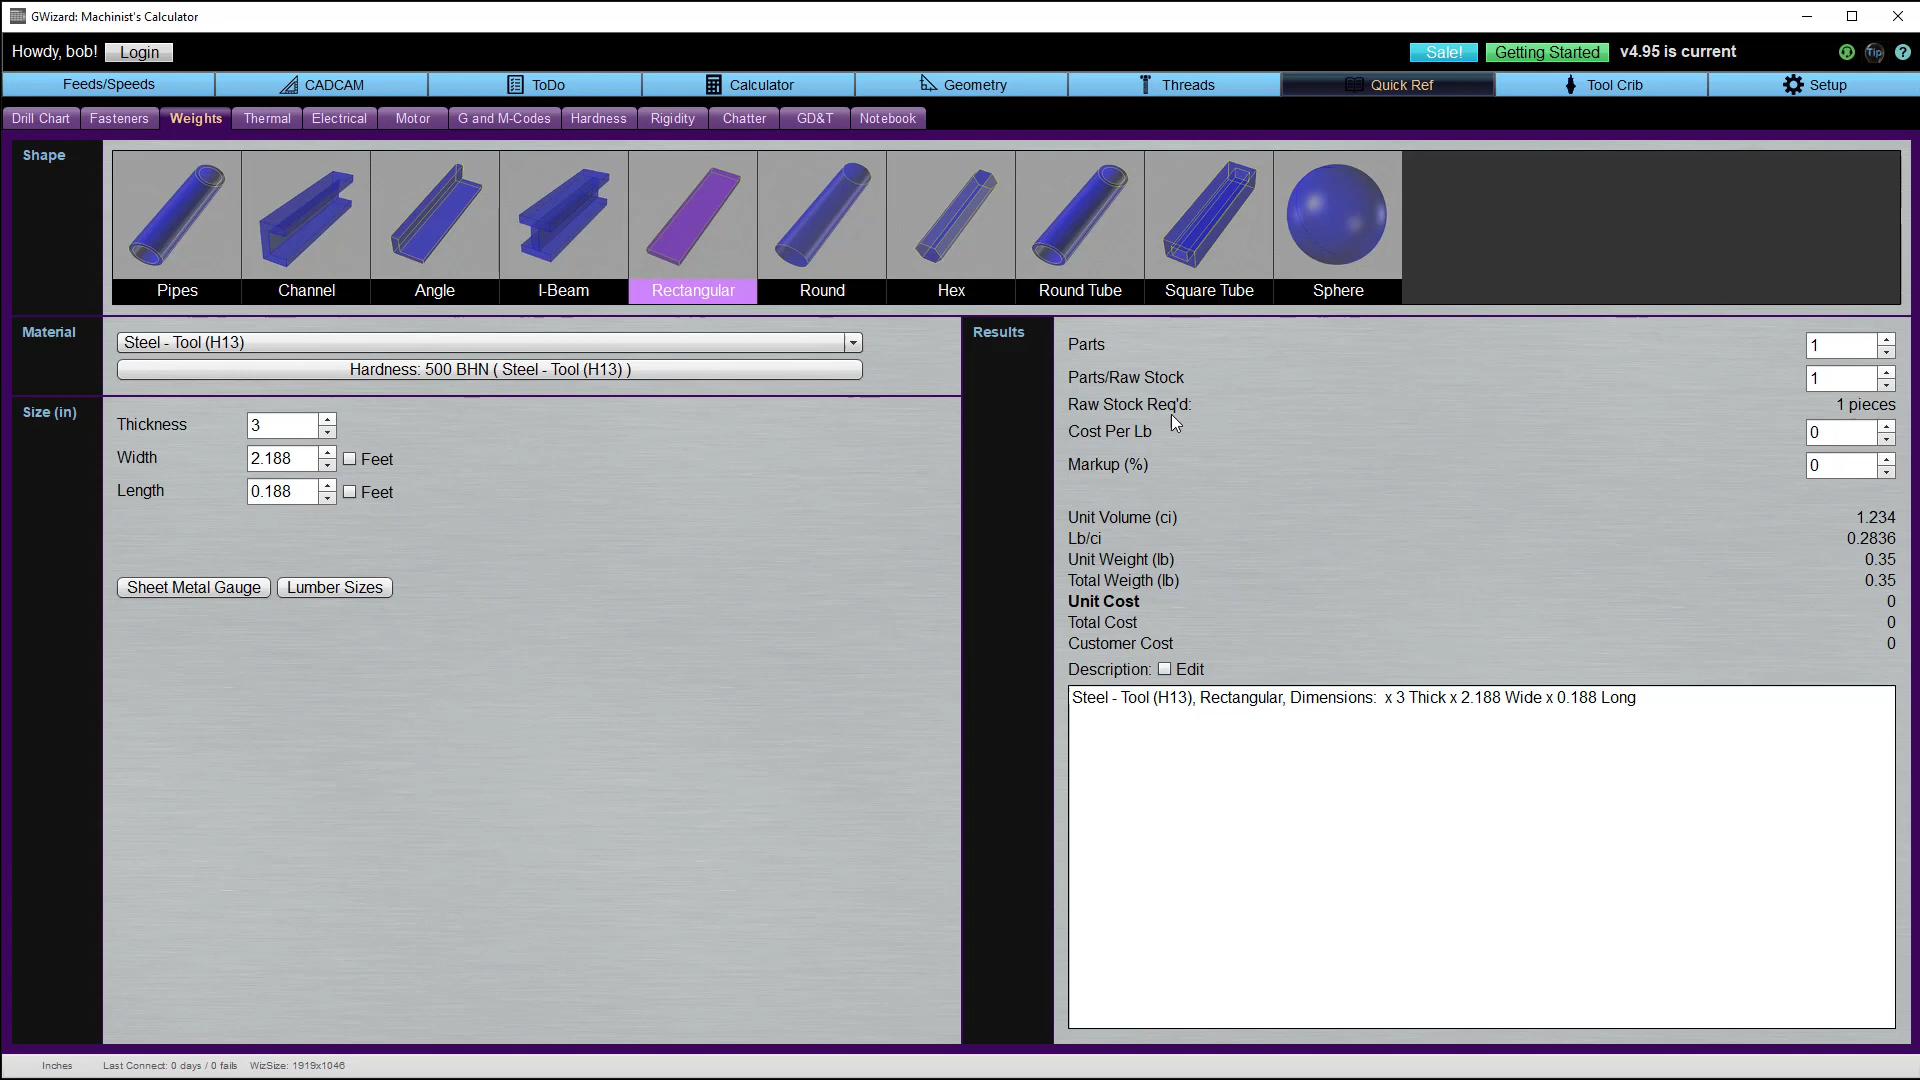 GWizard: Machinist's Calculator
Howdy, bob! Login Sale! Getting Started v4.95 is current Tip ?
Feeds/Speeds CADCAM ToDo Calculator Geometry Threads Quick Ref Tool Crib Setup
Drill Chart Fasteners Weights Thermal Electrical Motor G and M-Codes Hardness Rigidity Chatter GD&T Notebook
Shape
Pipes Channel Angle I-Beam Rectangular Round Hex Round Tube Square Tube Sphere
Material
Steel - Tool (H13)
Hardness: 500 BHN ( Steel - Tool (H13) )
Size (in)
Thickness 3
Width 2.188 Feet
Length 0.188 Feet
Sheet Metal Gauge Lumber Sizes
Results
Parts 1
Parts/Raw Stock 1
Raw Stock Req'd: 1 pieces
Cost Per Lb 0
Markup (%) 0
Unit Volume (ci) 1.234
Lb/ci 0.2836
Unit Weight (lb) 0.35
Total Weigth (lb) 0.35
Unit Cost 0
Total Cost 0
Customer Cost 0
Description: Edit
Steel - Tool (H13), Rectangular, Dimensions:  x 3 Thick x 2.188 Wide x 0.188 Long
Inches Last Connect: 0 days / 0 fails WizSize: 1919x1046